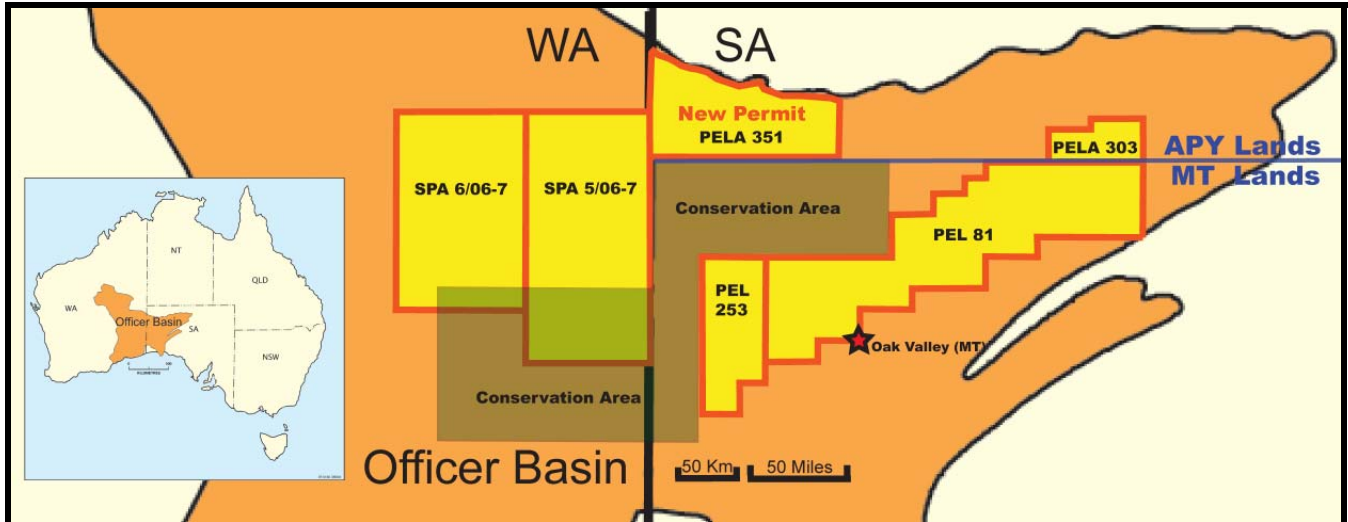 WA
SA
New Permit
PELA 351
PELA 303
APY Lands
MT Lands
SPA 6/06-7
SPA 5/06-7
Conservation Area
PEL 81
PEL
253
Oak Valley (MT)
Conservation Area
Officer Basin
50 Km
50 Miles
NT
QLD
WA
Officer Basin
SA
NSW